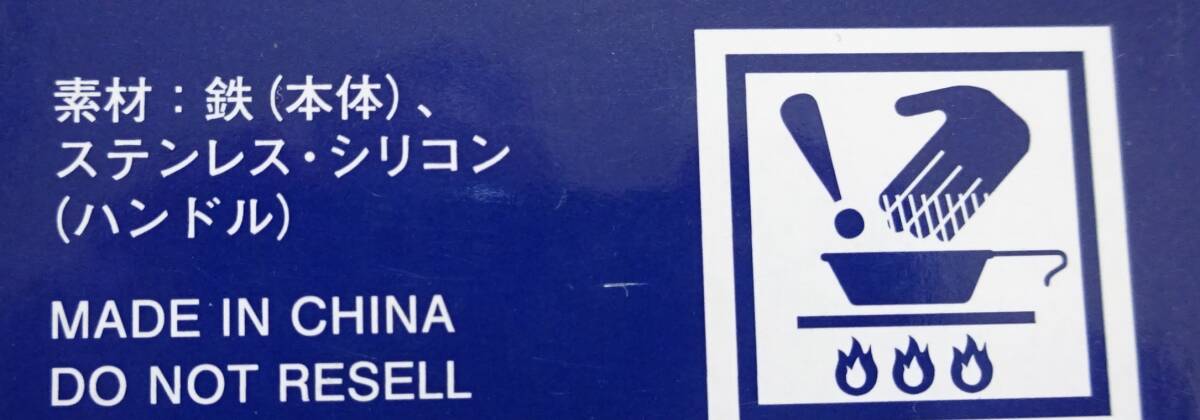 素材：鉄（本体）、
ステンレス・シリコン
（ハンドル）
MADE IN CHINA
DO NOT RESELL